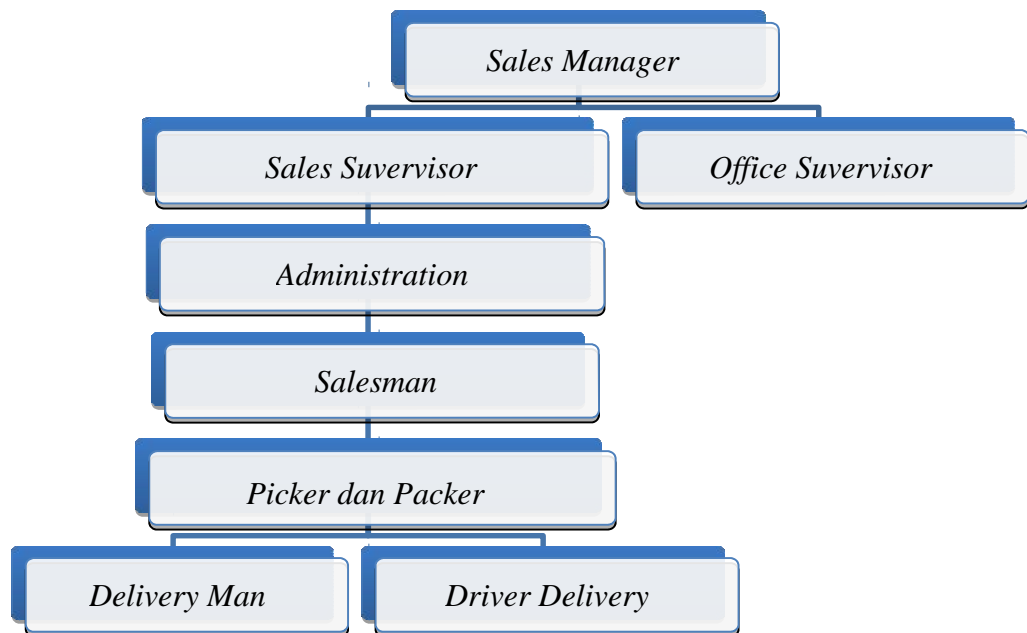 Sales Manager
Sales Suvervisor
Office Suvervisor
Administration
Salesman
Picker dan Packer
Delivery Man
Driver Delivery